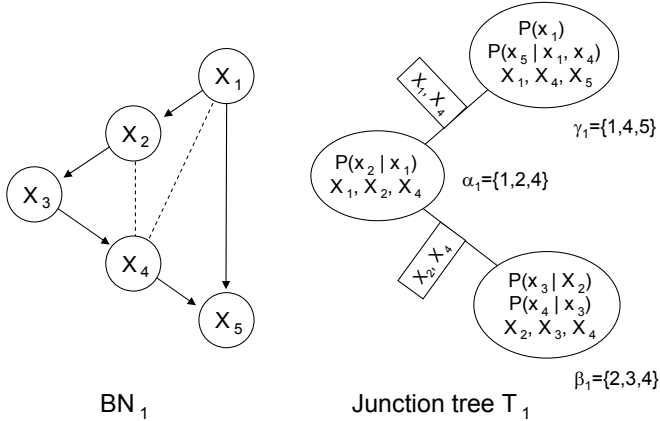 X₁
X₂
X₃
X₄
X₅
BN₁
P(x₁)
P(x₅ | x₁, x₄)
X₁, X₄, X₅
γ₁={1,4,5}
X₁, X₄
P(x₂ | x₁)
X₁, X₂, X₄
α₁={1,2,4}
X₂, X₄
P(x₃ | X₂)
P(x₄ | x₃)
X₂, X₃, X₄
β₁={2,3,4}
Junction tree T₁